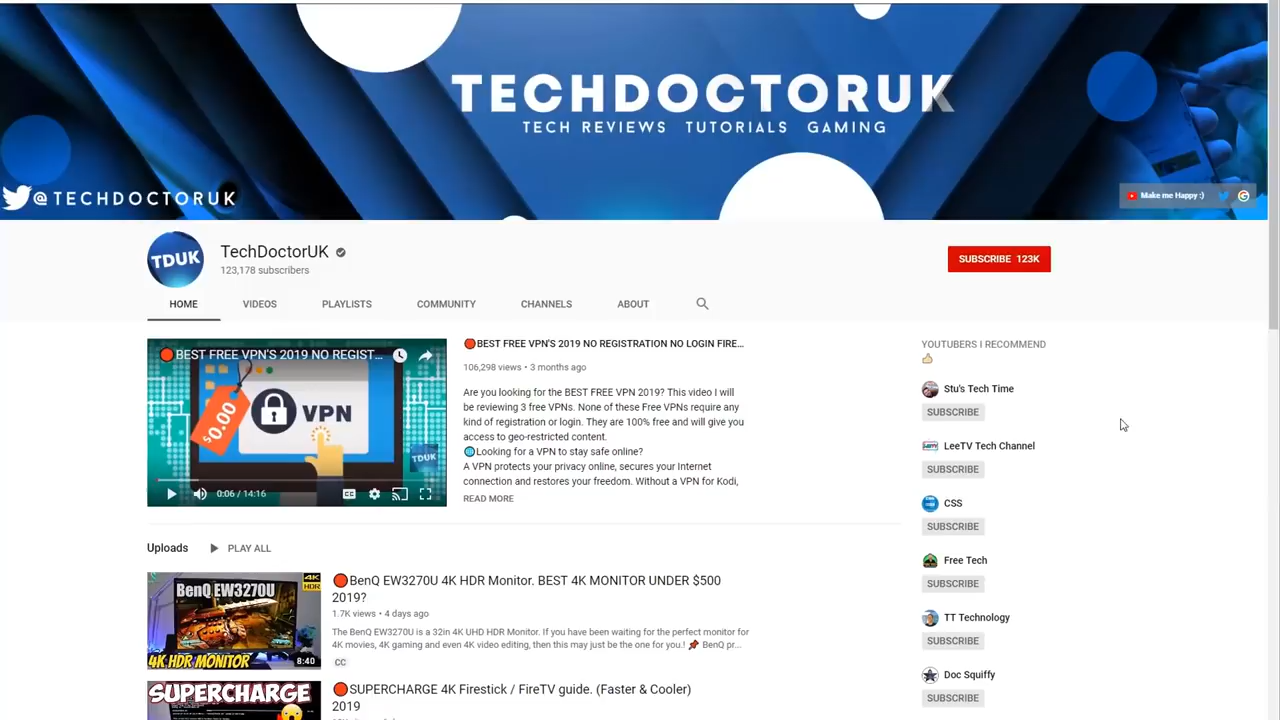 TECHDOCTORUK
TECH REVIEWS TUTORIALS GAMING
@TECHDOCTORUK
Make me Happy :)
TDUK
TechDoctorUK
123,178 subscribers
SUBSCRIBE 123K
HOME VIDEOS PLAYLISTS COMMUNITY CHANNELS ABOUT
BEST FREE VPN'S 2019 NO REGIST...
$0.00
VPN
TDUK
0:06 / 14:16
CC
BEST FREE VPN'S 2019 NO REGISTRATION NO LOGIN FIRE...
106,298 views • 3 months ago
Are you looking for the BEST FREE VPN 2019? This video I will
be reviewing 3 free VPNs. None of these Free VPNs require any
kind of registration or login. They are 100% free and will give you
access to geo-restricted content.
Looking for a VPN to stay safe online?
A VPN protects your privacy online, secures your Internet
connection and restores your freedom. Without a VPN for Kodi,
READ MORE
YOUTUBERS I RECOMMEND
Stu's Tech Time
SUBSCRIBE
LeeTV Tech Channel
SUBSCRIBE
CSS
SUBSCRIBE
Free Tech
SUBSCRIBE
TT Technology
SUBSCRIBE
Doc Squiffy
SUBSCRIBE
Uploads PLAY ALL
BenQ EW3270U
4K HDR
4K HDR MONITOR
8:40
BenQ EW3270U 4K HDR Monitor. BEST 4K MONITOR UNDER $500
2019?
1.7K views • 4 days ago
The BenQ EW3270U is a 32in 4K UHD HDR Monitor. If you have been waiting for the perfect monitor for
4K movies, 4K gaming and even 4K video editing, then this may just be the one for you.! BenQ pr...
CC
SUPERCHARGE
SUPERCHARGE 4K Firestick / FireTV guide. (Faster & Cooler)
2019